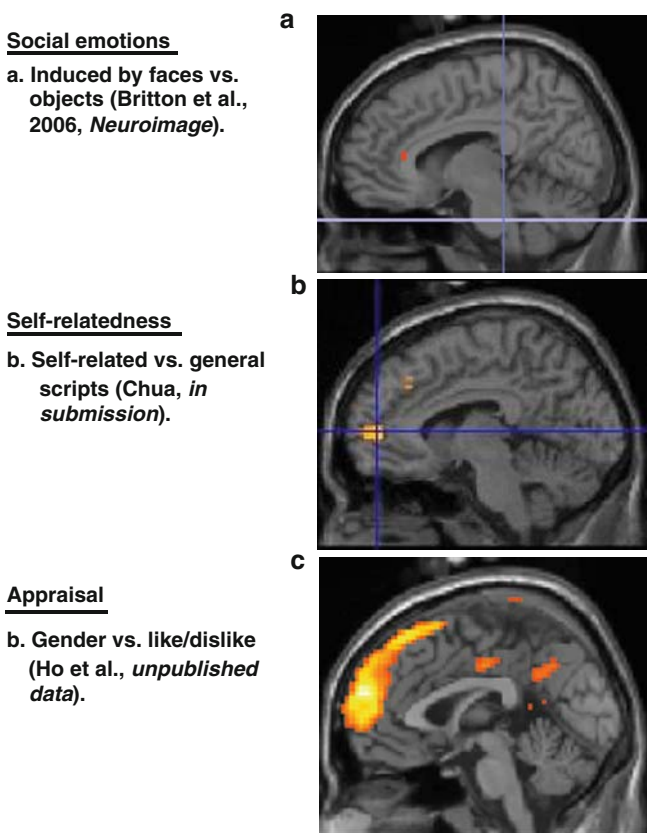 a
Social emotions
a. Induced by faces vs.
objects (Britton et al.,
2006, Neuroimage).
b
Self-relatedness
b. Self-related vs. general
scripts (Chua, in
submission).
c
Appraisal
b. Gender vs. like/dislike
(Ho et al., unpublished
data).